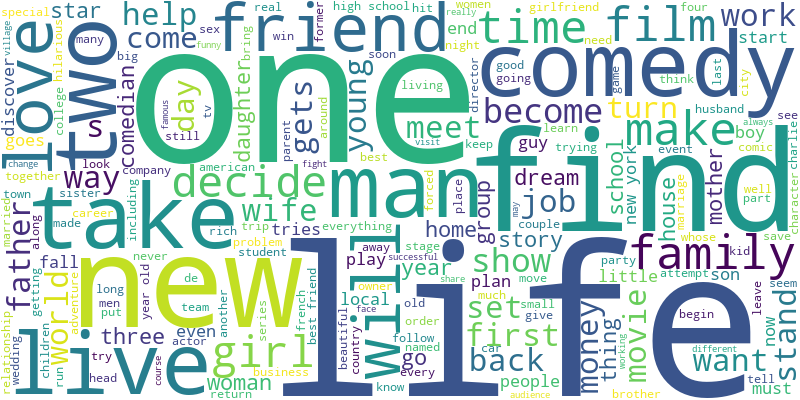 special
star
help
friend
real
high school
hit
women
girlfriend
film
four
work
many
big
come
sex
win
former
end
really
night
time
need
start
village
discover
love
two
hilarious
college
comedian
funny
tv
day
daughter
bring
gets
young
soon
one
living
director
good
going
game
comedy
think
last
city
husband
see
goes
s
look
still
famous
parent
around
meet
become
turn
guy
learn
trying
make
boy
always
comic
change
together
way
company
american
fight
best
visit
keep
event
mother
charlie
character
town
sister
take
including
decide
man
forced
place
group
dream
find
school
new york
house
marriage
well
part
married
made
career
wife
job
father
along
never
rich
trip
tries
everything
home
couple
may
story
whose
save
family
fall
problem
student
away
stage
play
successful
year
show
party
kid
little
attempt
son
seem
getting
world
adventure
long
men
put
year old
de
team
new
another
series
french
best friend
life
will
owner
local
share
plan
move
old
much
set
small
order
give
first
money
thing
movie
begin
leave
now
stand
relationship
wedding
children
run
live
three
try
even
actor
head
course
girl
woman
business
return
beautiful
country
face
follow
named
every
go
know
car
back
people
working
audience
brother
different
want
tell
must